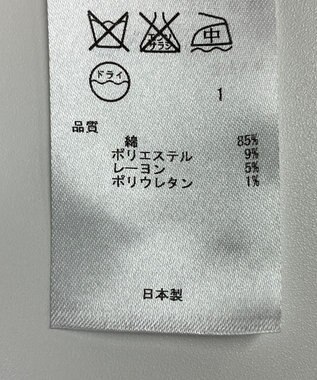 エンソサラシ 中
ドライ
1
品質
綿 85%
ポリエステル 9%
レーヨン 5%
ポリウレタン 1%
日本製